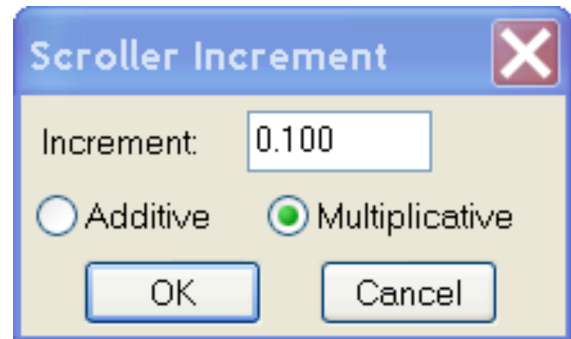 Scroller Increment
Increment: 0.100
Additive Multiplicative
OK Cancel